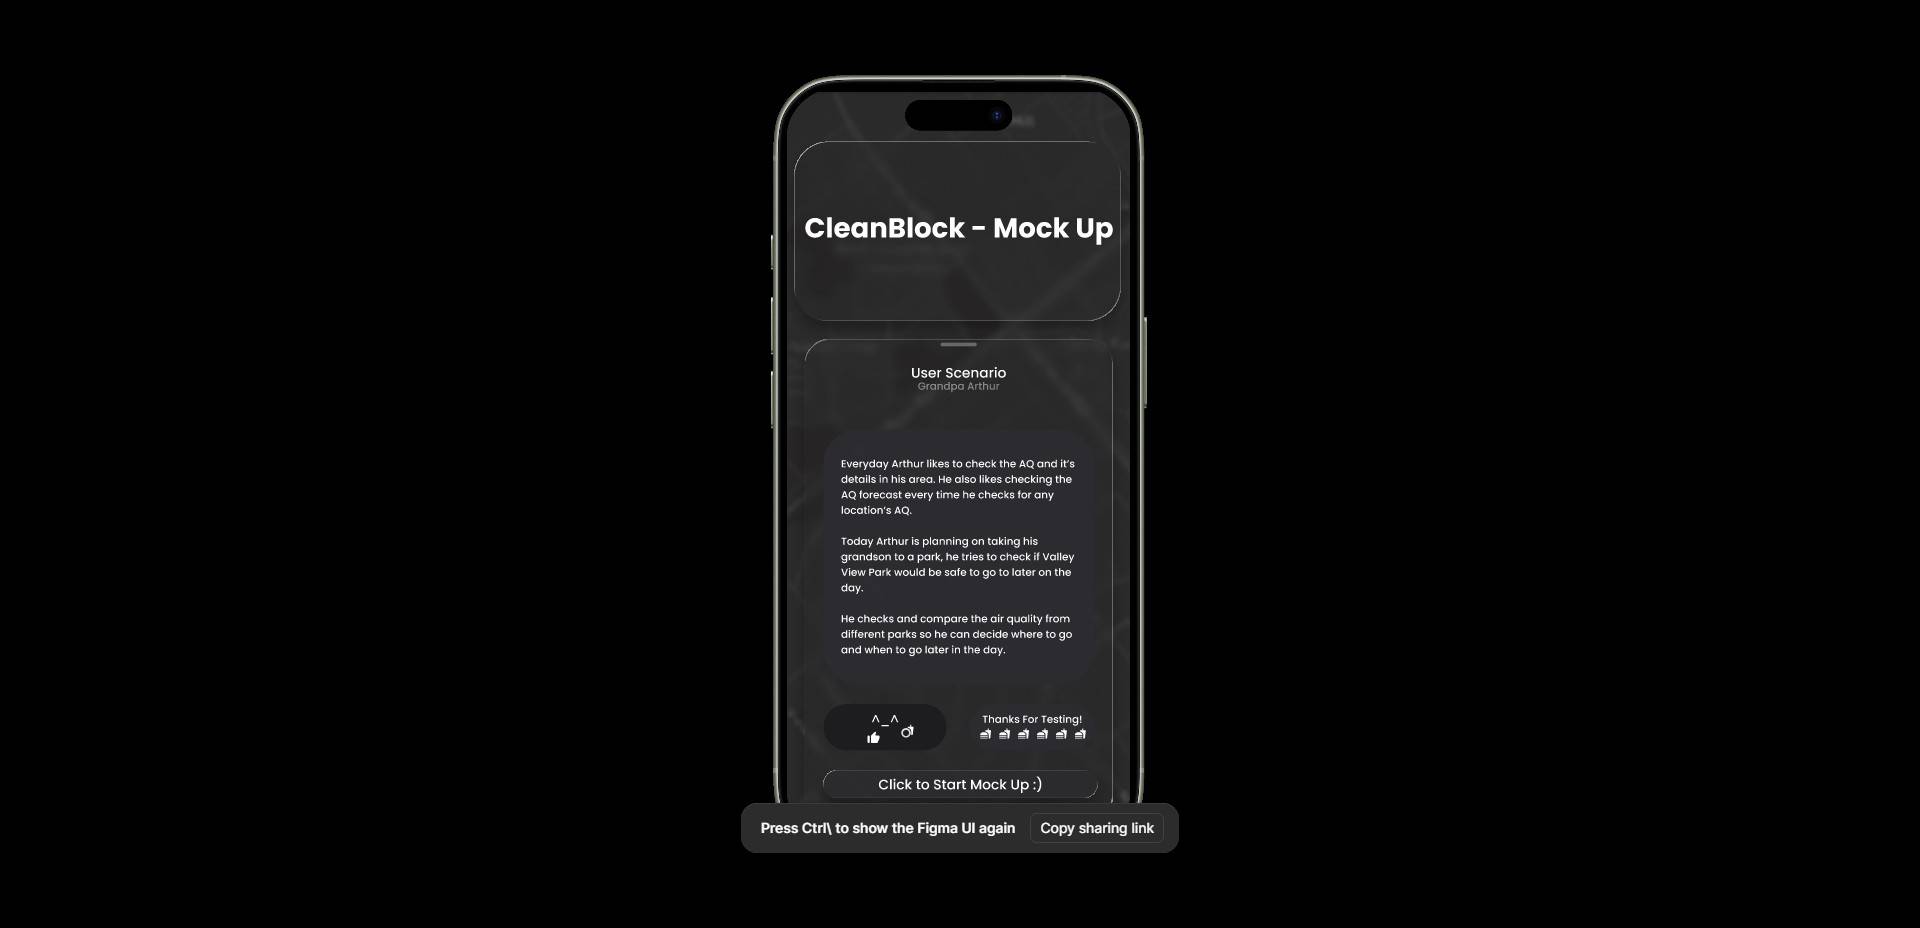 CleanBlock - Mock Up
User Scenario
Grandpa Arthur
Everyday Arthur likes to check the AQ and it's
details in his area. He also likes checking the
AQ forecast every time he checks for any
location's AQ.
Today Arthur is planning on taking his
grandson to a park, he tries to check if Valley
View Park would be safe to go to later on the
day.
He checks and compare the air quality from
different parks so he can decide where to go
and when to go later in the day.
^_^
Thanks For Testing!
Click to Start Mock Up :)
Press Ctrl\ to show the Figma UI again
Copy sharing link